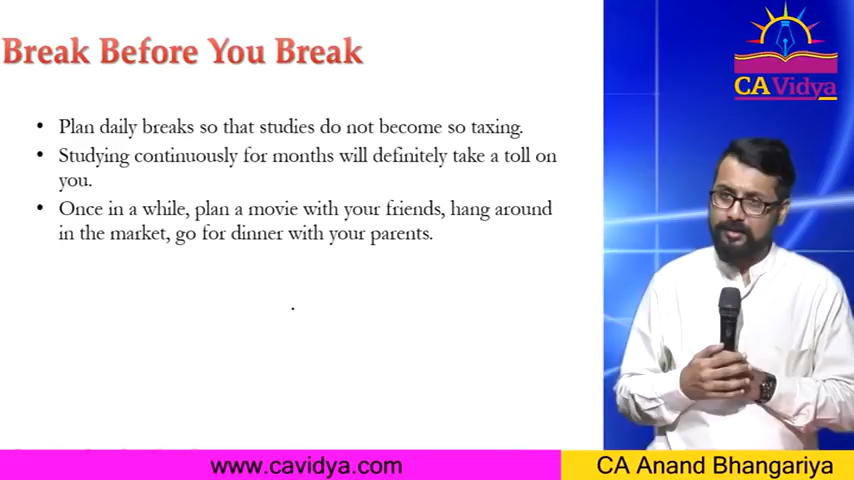 Break Before You Break
CA Vidya
• Plan daily breaks so that studies do not become so taxing.
• Studying continuously for months will definitely take a toll on
you.
• Once in a while, plan a movie with your friends, hang around
in the market, go for dinner with your parents.
www.cavidya.com
CA Anand Bhangariya